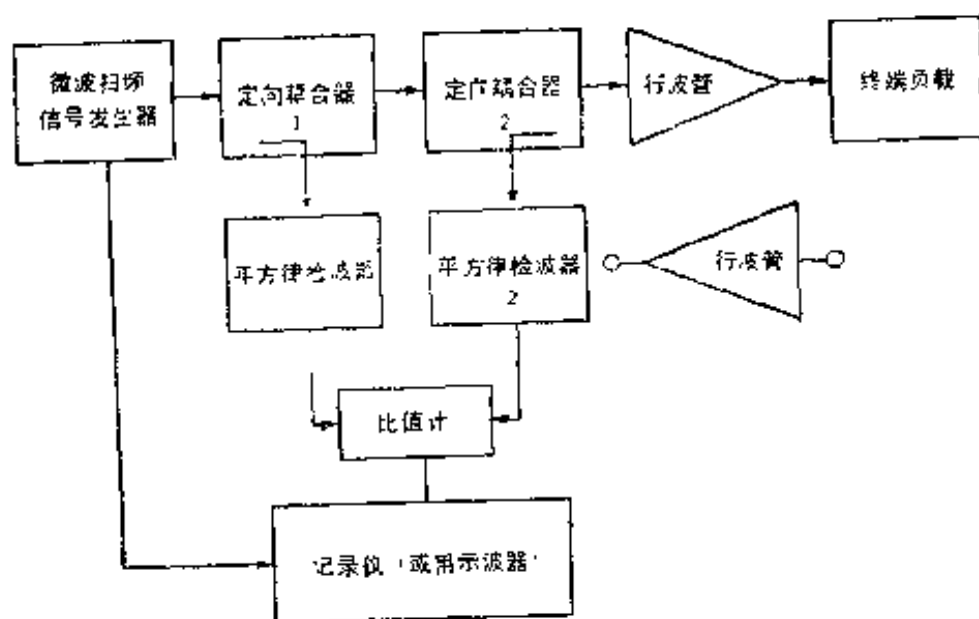 微波扫频
信号发生器
定向耦合器
1
定向耦合器
2
行波管
终端负载
平方律检波器
平方律检波器
2
行波管
比值计
记录仪（或用示波器）